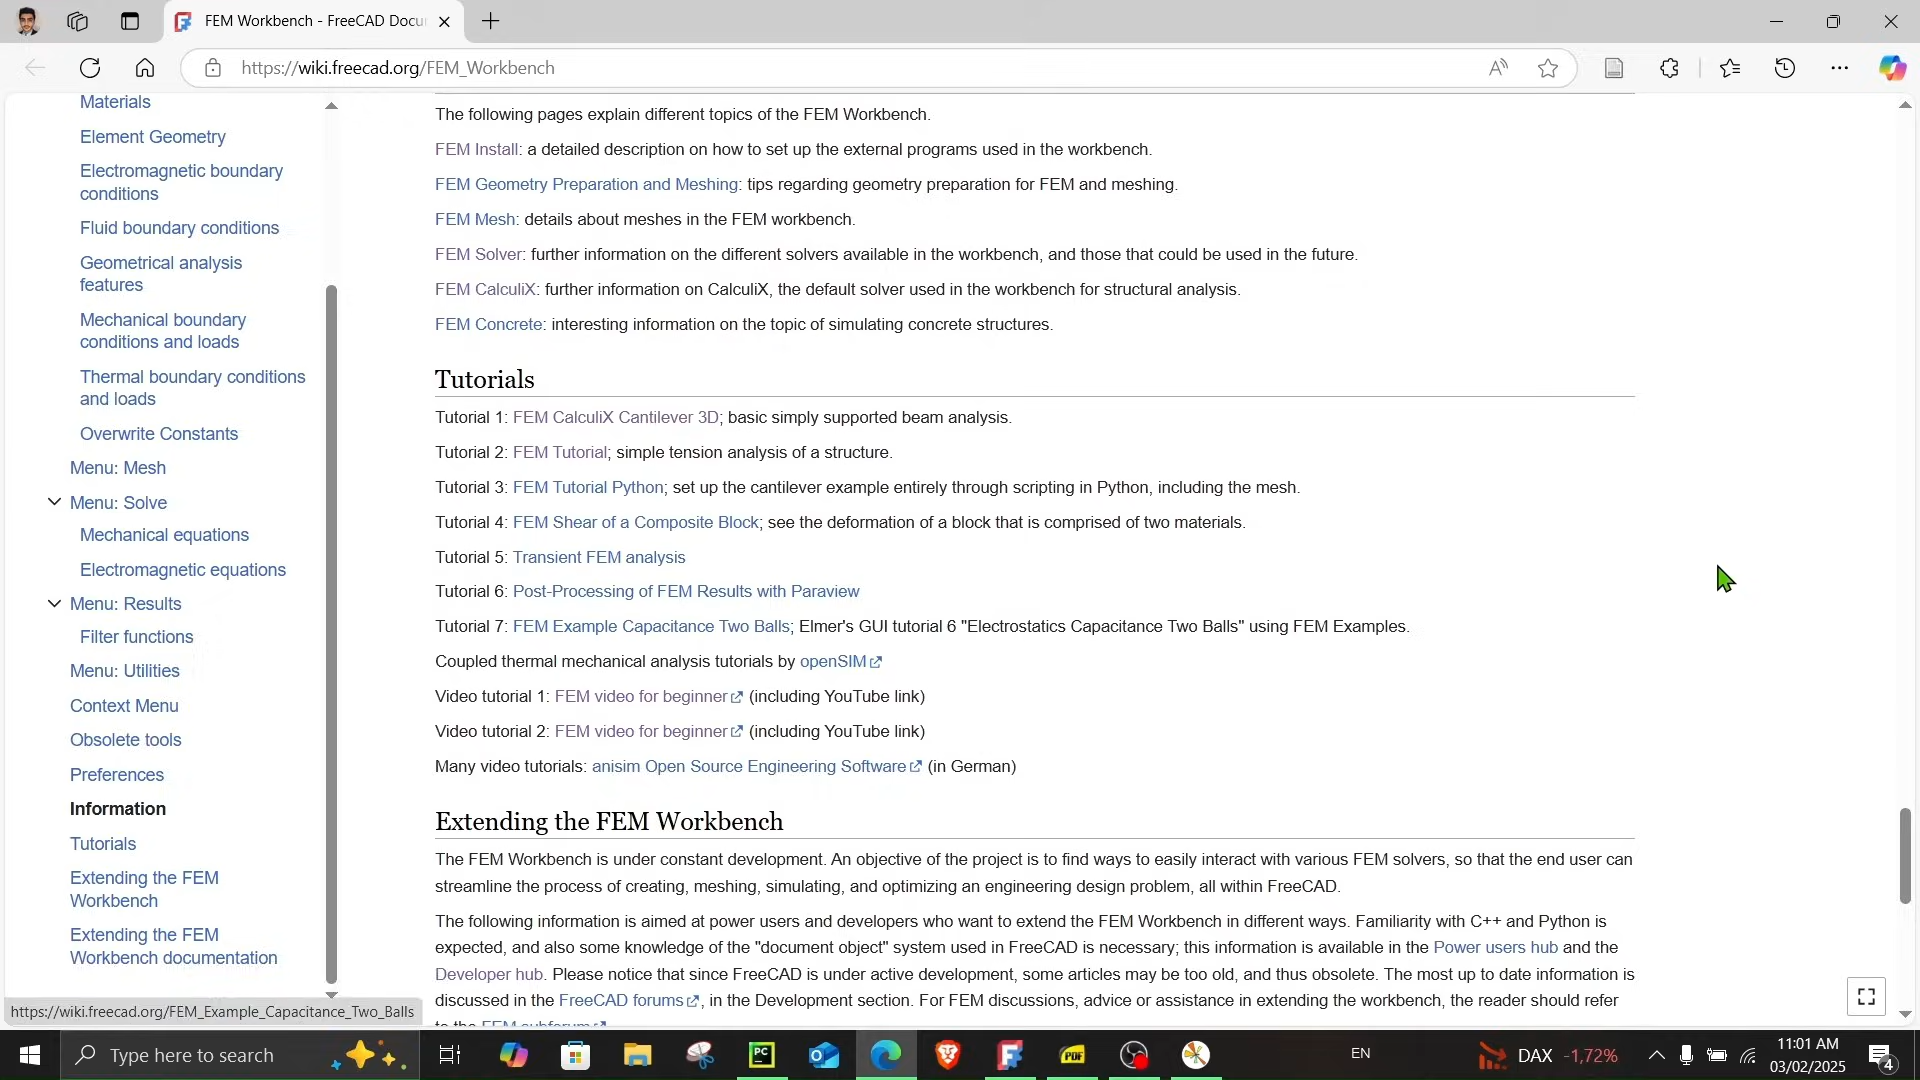 FEM Workbench - FreeCAD Docu
https://wiki.freecad.org/FEM_Workbench
Materials
Element Geometry
Electromagnetic boundary
conditions
Fluid boundary conditions
Geometrical analysis
features
Mechanical boundary
conditions and loads
Thermal boundary conditions
and loads
Overwrite Constants
Menu: Mesh
Menu: Solve
Mechanical equations
Electromagnetic equations
Menu: Results
Filter functions
Menu: Utilities
Context Menu
Obsolete tools
Preferences
Information
Tutorials
Extending the FEM
Workbench
Extending the FEM
Workbench documentation
The following pages explain different topics of the FEM Workbench.
FEM Install: a detailed description on how to set up the external programs used in the workbench.
FEM Geometry Preparation and Meshing: tips regarding geometry preparation for FEM and meshing.
FEM Mesh: details about meshes in the FEM workbench.
FEM Solver: further information on the different solvers available in the workbench, and those that could be used in the future.
FEM CalculiX: further information on CalculiX, the default solver used in the workbench for structural analysis.
FEM Concrete: interesting information on the topic of simulating concrete structures.
Tutorials
Tutorial 1: FEM CalculiX Cantilever 3D; basic simply supported beam analysis.
Tutorial 2: FEM Tutorial; simple tension analysis of a structure.
Tutorial 3: FEM Tutorial Python; set up the cantilever example entirely through scripting in Python, including the mesh.
Tutorial 4: FEM Shear of a Composite Block; see the deformation of a block that is comprised of two materials.
Tutorial 5: Transient FEM analysis
Tutorial 6: Post-Processing of FEM Results with Paraview
Tutorial 7: FEM Example Capacitance Two Balls; Elmer's GUI tutorial 6 "Electrostatics Capacitance Two Balls" using FEM Examples.
Coupled thermal mechanical analysis tutorials by openSIM
Video tutorial 1: FEM video for beginner (including YouTube link)
Video tutorial 2: FEM video for beginner (including YouTube link)
Many video tutorials: anisim Open Source Engineering Software (in German)
Extending the FEM Workbench
The FEM Workbench is under constant development. An objective of the project is to find ways to easily interact with various FEM solvers, so that the end user can
streamline the process of creating, meshing, simulating, and optimizing an engineering design problem, all within FreeCAD.
The following information is aimed at power users and developers who want to extend the FEM Workbench in different ways. Familiarity with C++ and Python is
expected, and also some knowledge of the "document object" system used in FreeCAD is necessary; this information is available in the Power users hub and the
Developer hub. Please notice that since FreeCAD is under active development, some articles may be too old, and thus obsolete. The most up to date information is
discussed in the FreeCAD forums, in the Development section. For FEM discussions, advice or assistance in extending the workbench, the reader should refer
to the FEM subforum
https://wiki.freecad.org/FEM_Example_Capacitance_Two_Balls
Type here to search
PC
PDF
EN
DAX -1,72%
11:01 AM
03/02/2025
4